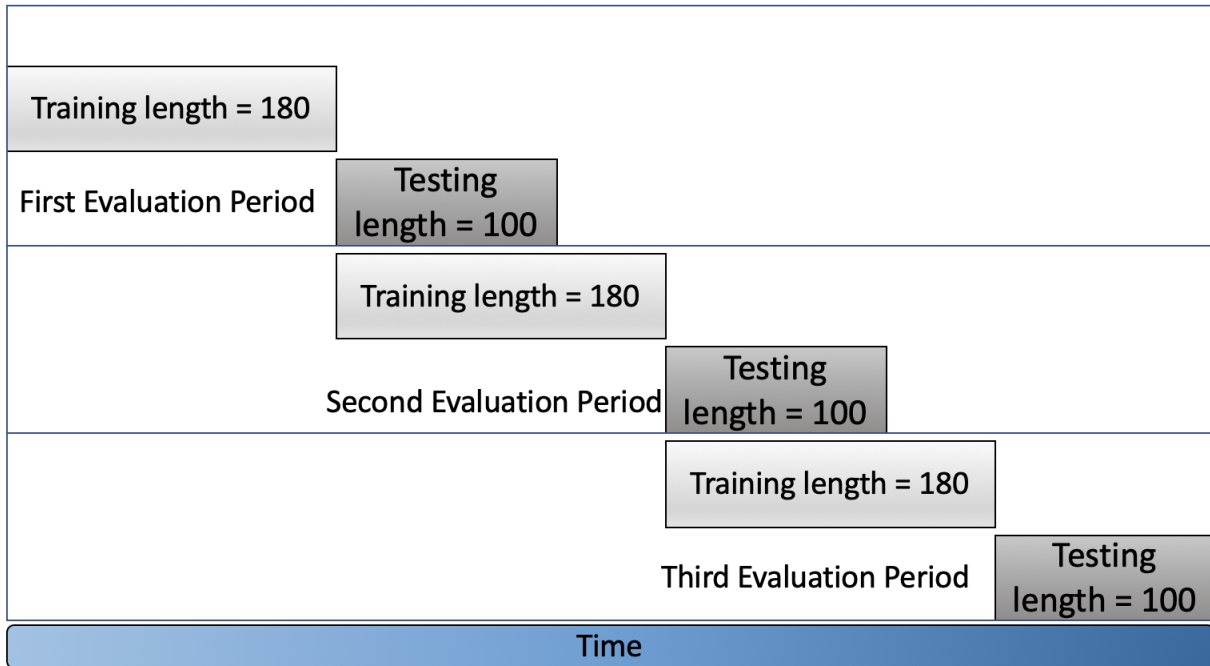 Training length = 180
First Evaluation Period
Testing
length = 100
Training length = 180
Second Evaluation Period
Testing
length = 100
Training length = 180
Third Evaluation Period
Testing
length = 100
Time